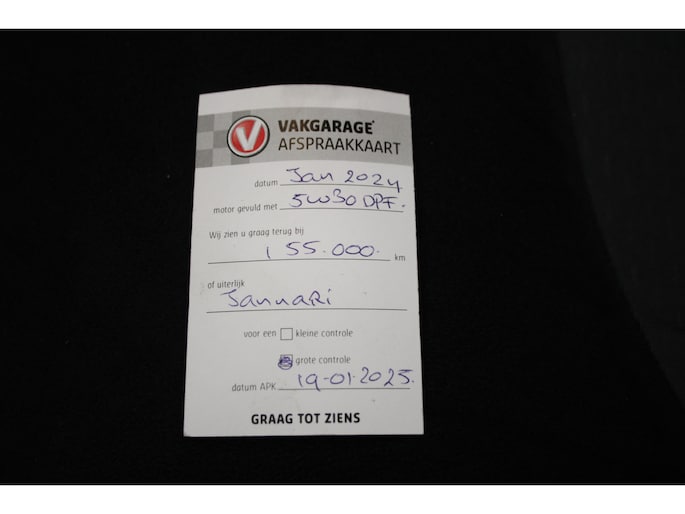 V VAKGARAGE®
AFSPRAAKKAART
datum Jan 2024
motor gevuld met 5W30 DPF.
Wij zien u graag terug bij
155.000. km
of uiterlijk
JannaRi
voor een kleine controle
grote controle
datum APK 19-01-2025.
GRAAG TOT ZIENS